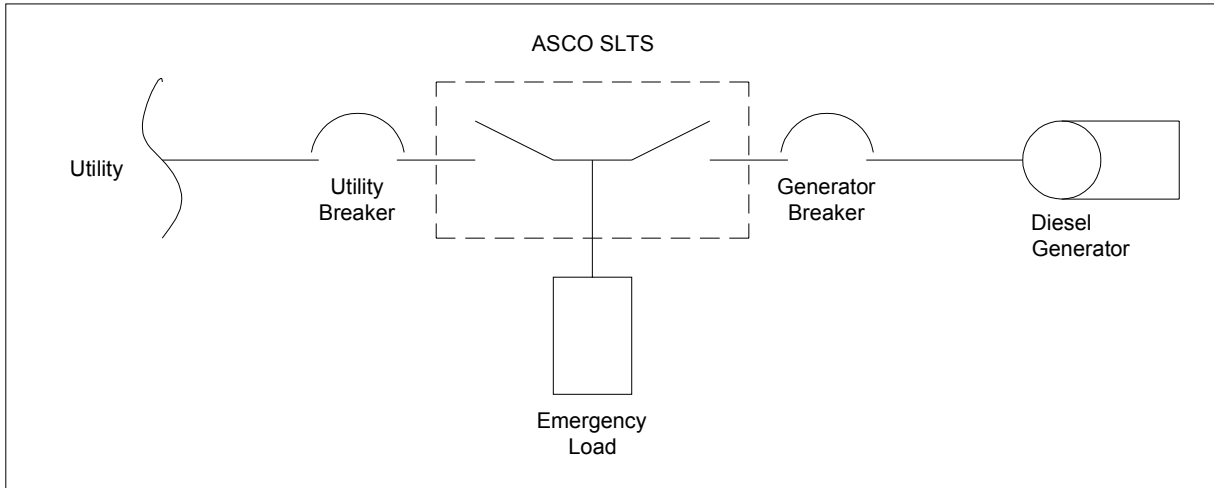 ASCO SLTS
Utility
Utility
Breaker
Generator
Breaker
Diesel
Generator
Emergency
Load